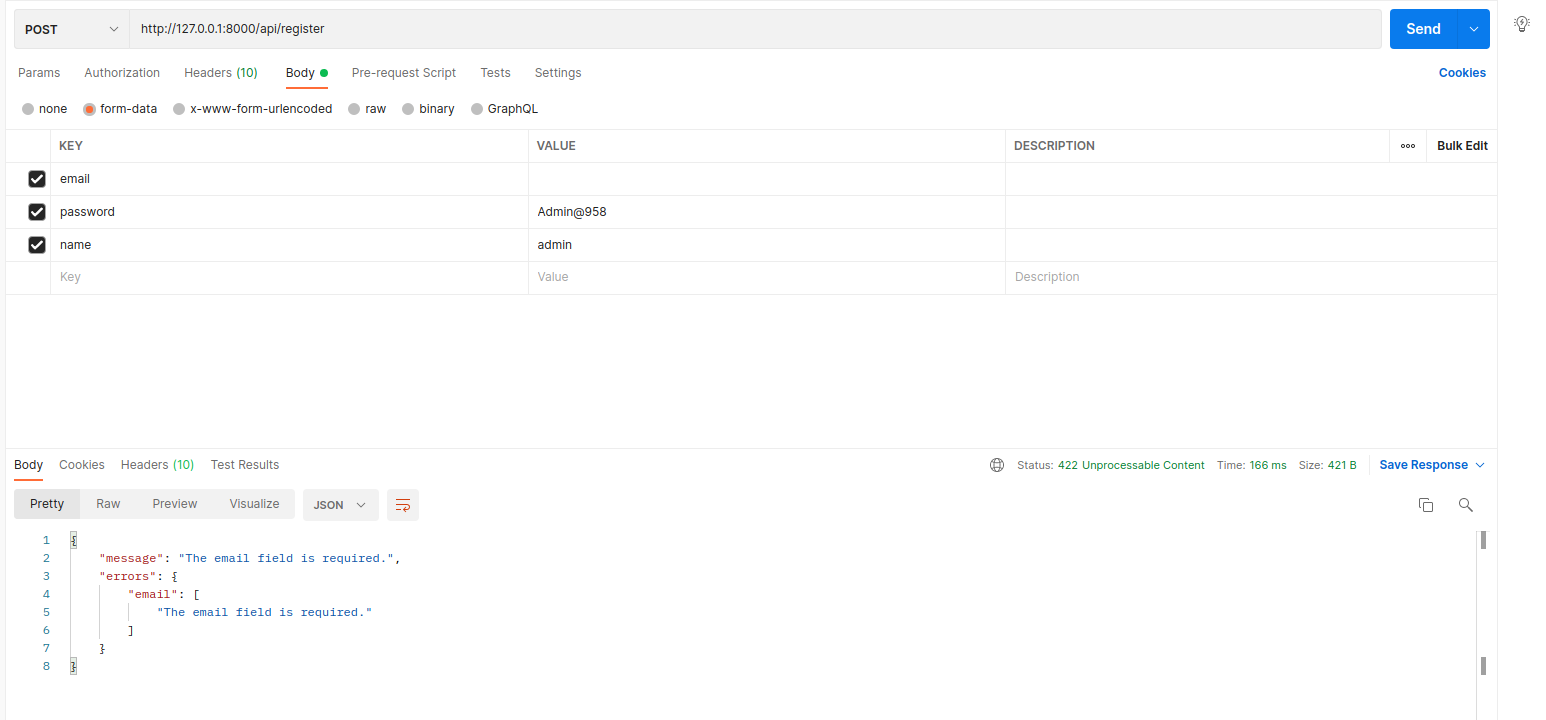 POST http://127.0.0.1:8000/api/register Send
Params Authorization Headers (10) Body Pre-request Script Tests Settings Cookies
none form-data x-www-form-urlencoded raw binary GraphQL
KEY VALUE DESCRIPTION Bulk Edit
email
password Admin@958
name admin
Key Value Description
Body Cookies Headers (10) Test Results Status: 422 Unprocessable Content Time: 166 ms Size: 421 B Save Response
Pretty Raw Preview Visualize JSON
1 {
2 "message": "The email field is required.",
3 "errors": {
4 "email": [
5 "The email field is required."
6 ]
7 }
8 }